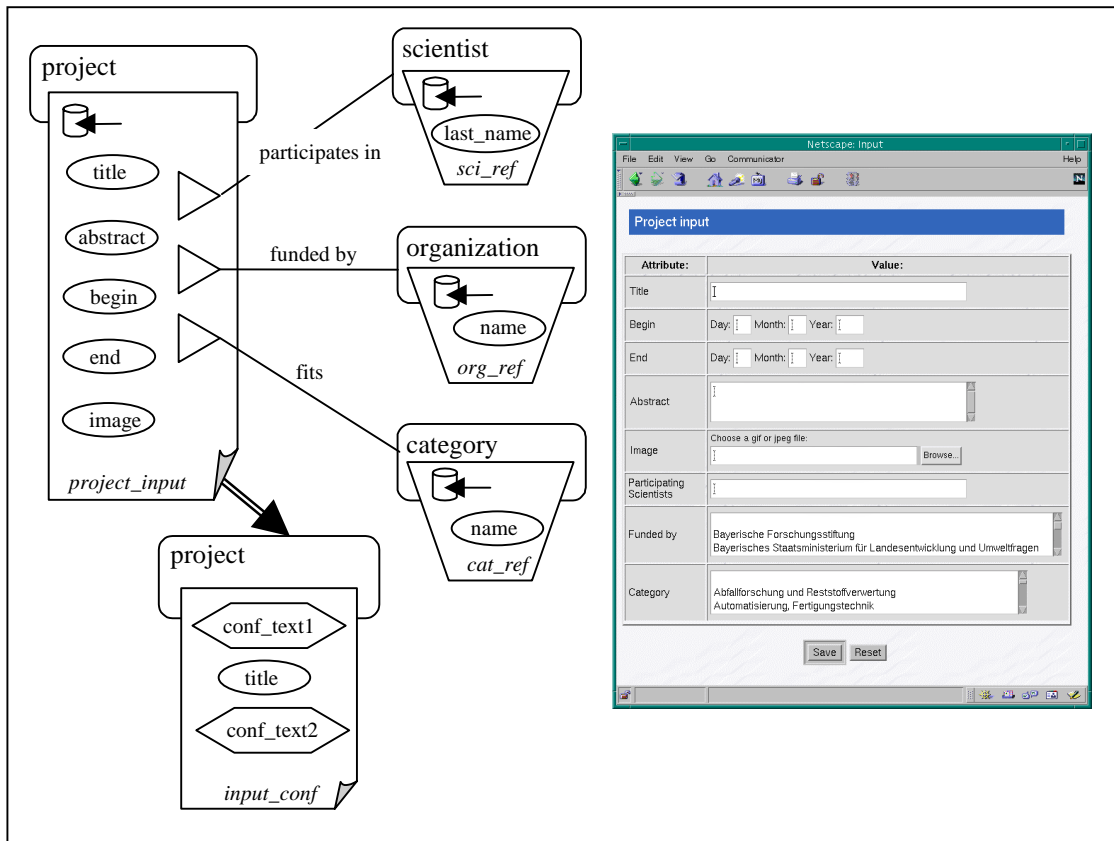 project
title
abstract
begin
end
image
project_input
participates in
funded by
fits
scientist
last_name
sci_ref
organization
name
org_ref
category
name
cat_ref
project
conf_text1
title
conf_text2
input_conf
Netscape: Input
File Edit View Go Communicator Help
N
Project input
Attribute: Value:
Title
Begin Day: Month: Year:
End Day: Month: Year:
Abstract
Choose a gif or jpeg file:
Image Browse...
Participating
Scientists
Funded by
Bayerische Forschungsstiftung
Bayerisches Staatsministerium für Landesentwicklung und Umweltfragen
Category
Abfallforschung und Reststoffverwertung
Automatisierung, Fertigungstechnik
Save Reset